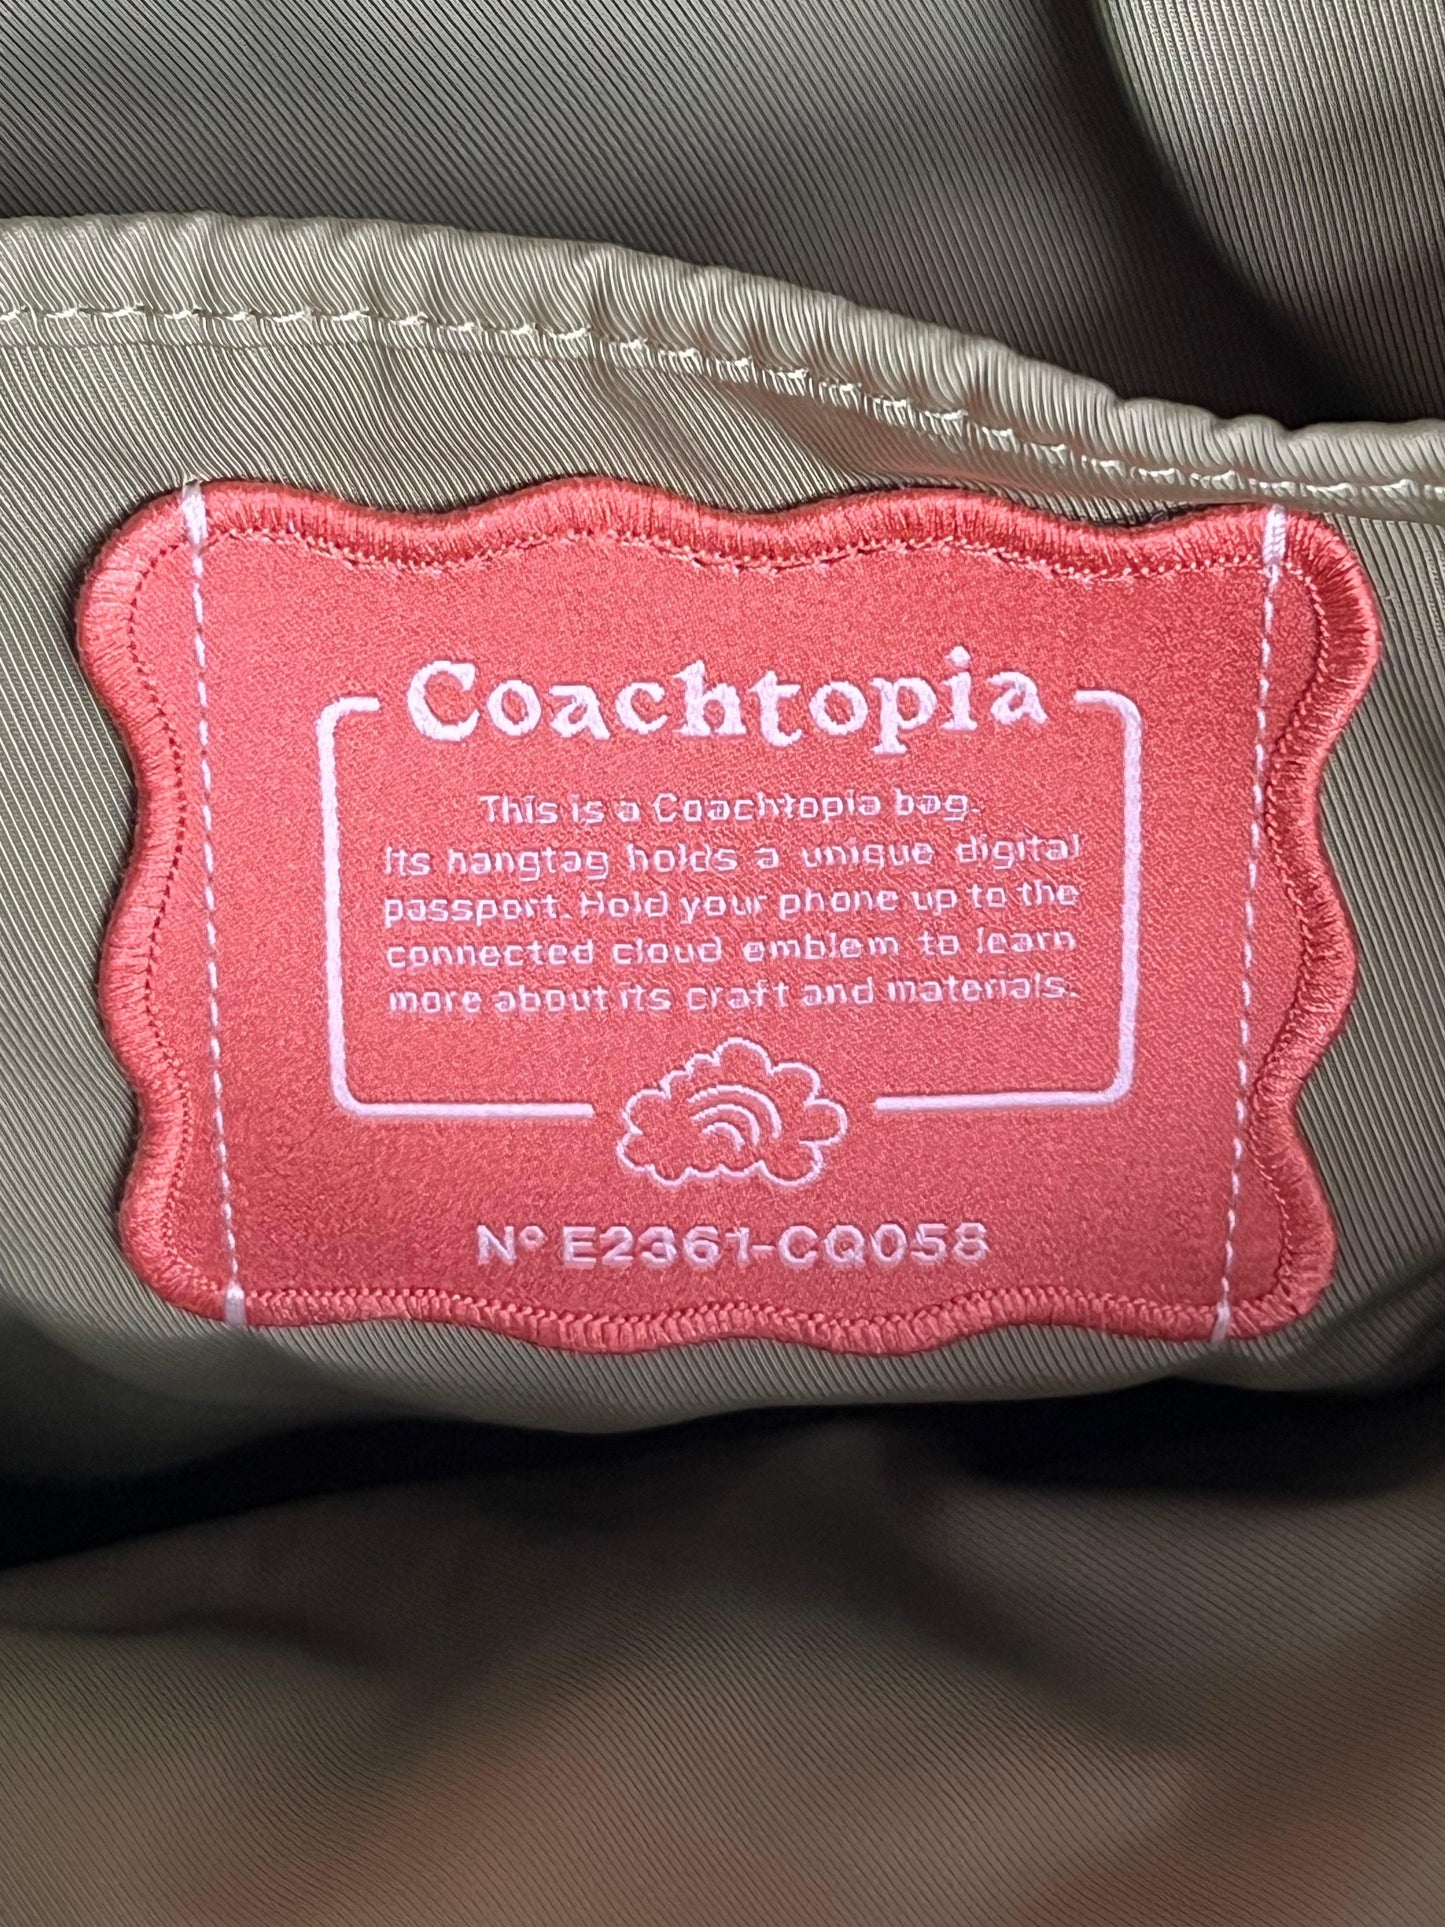 Coachtopia
This is a Coachtopia bag.
Its hangtag holds a unique digital
passport. Hold your phone up to the
connected cloud emblem to learn
more about its craft and materials.
Nº E2361-CQ058